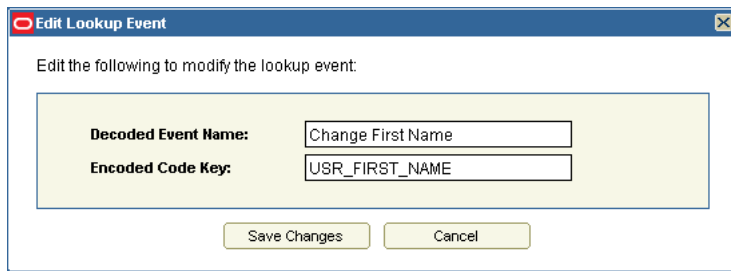 Edit Lookup Event
Edit the following to modify the lookup event:
Decoded Event Name: Change First Name
Encoded Code Key: USR_FIRST_NAME
Save Changes Cancel